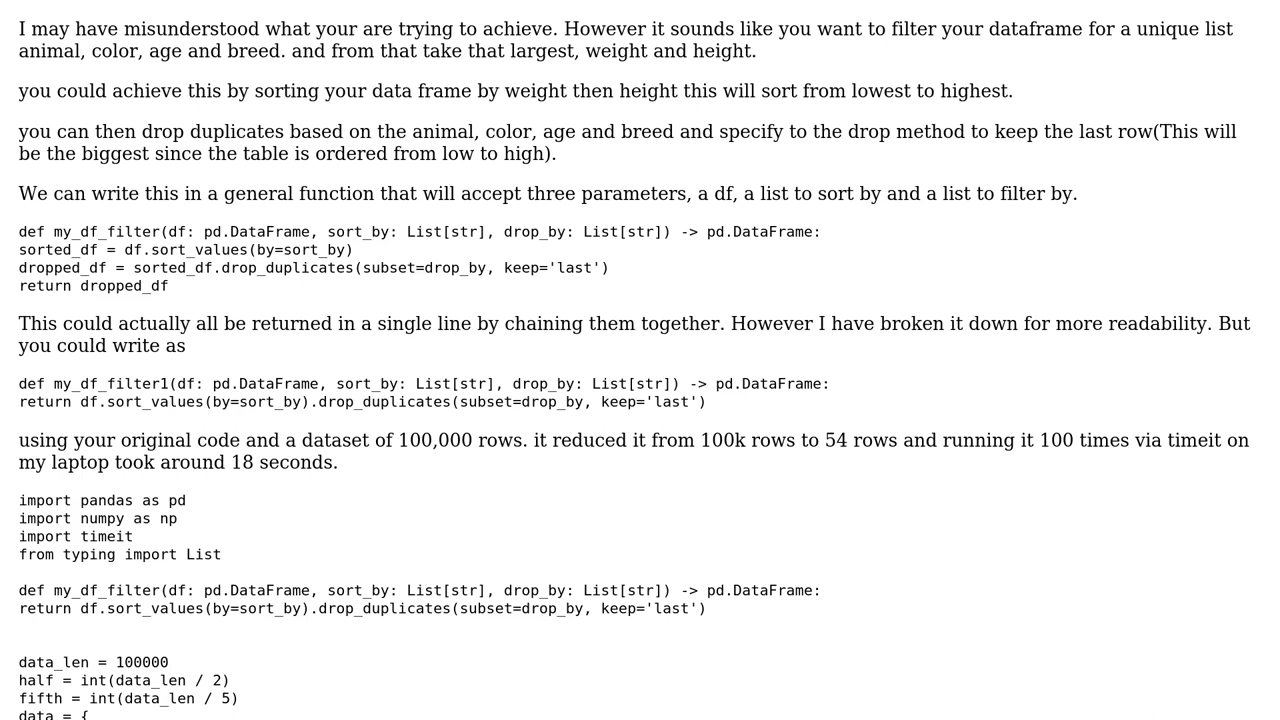 I may have misunderstood what your are trying to achieve. However it sounds like you want to filter your dataframe for a unique list
animal, color, age and breed. and from that take that largest, weight and height.
you could achieve this by sorting your data frame by weight then height this will sort from lowest to highest.
you can then drop duplicates based on the animal, color, age and breed and specify to the drop method to keep the last row(This will
be the biggest since the table is ordered from low to high).
We can write this in a general function that will accept three parameters, a df, a list to sort by and a list to filter by.
def my_df_filter(df: pd.DataFrame, sort_by: List[str], drop_by: List[str]) -> pd.DataFrame:
sorted_df = df.sort_values(by=sort_by)
dropped_df = sorted_df.drop_duplicates(subset=drop_by, keep='last')
return dropped_df
This could actually all be returned in a single line by chaining them together. However I have broken it down for more readability. But
you could write as
def my_df_filter1(df: pd.DataFrame, sort_by: List[str], drop_by: List[str]) -> pd.DataFrame:
return df.sort_values(by=sort_by).drop_duplicates(subset=drop_by, keep='last')
using your original code and a dataset of 100,000 rows. it reduced it from 100k rows to 54 rows and running it 100 times via timeit on
my laptop took around 18 seconds.
import pandas as pd
import numpy as np
import timeit
from typing import List
def my_df_filter(df: pd.DataFrame, sort_by: List[str], drop_by: List[str]) -> pd.DataFrame:
return df.sort_values(by=sort_by).drop_duplicates(subset=drop_by, keep='last')
data_len = 100000
half = int(data_len / 2)
fifth = int(data_len / 5)
data = {